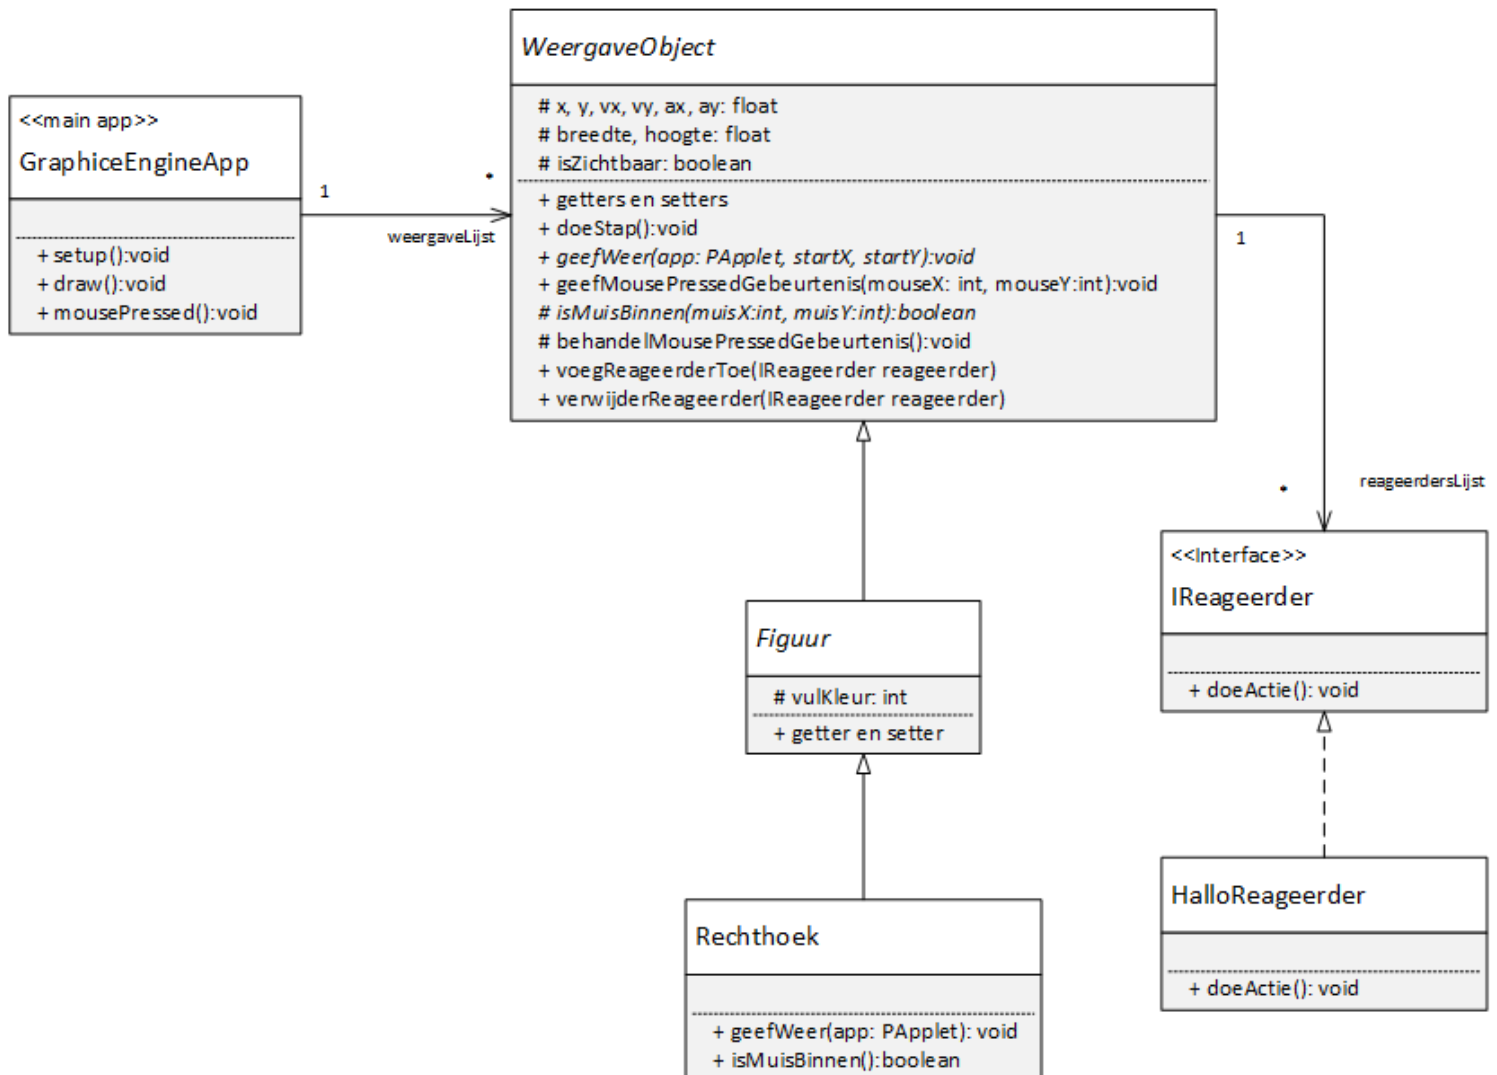 <<main app>>
GraphiceEngineApp
+ setup():void
+ draw():void
+ mousePressed():void
1
*
weergaveLijst
WeergaveObject
# x, y, vx, vy, ax, ay: float
# breedte, hoogte: float
# isZichtbaar: boolean
+ getters en setters
+ doeStap():void
+ geefWeer(app: PApplet, startX, startY):void
+ geefMousePressedGebeurtenis(mouseX: int, mouseY:int):void
# isMuisBinnen(muisX:int, muisY:int):boolean
# behandelMousePressedGebeurtenis():void
+ voegReageerderToe(IReageerder reageerder)
+ verwijderReageerder(IReageerder reageerder)
1
*
reageerdersLijst
<<Interface>>
IReageerder
+ doeActie(): void
Figuur
# vulKleur: int
+ getter en setter
HalloReageerder
+ doeActie(): void
Rechthoek
+ geefWeer(app: PApplet): void
+ isMuisBinnen():boolean